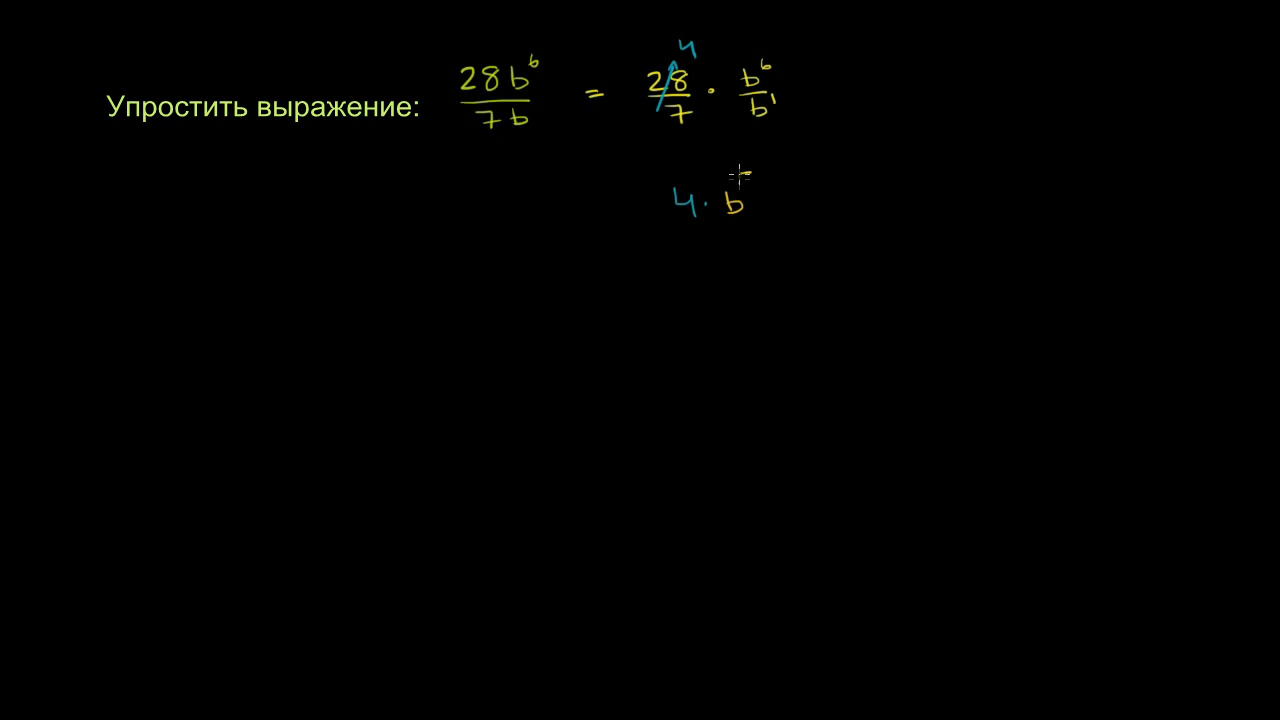 Упростить выражение: 28b⁶ / 7b = 28 / 7 · b⁶ / b¹
4
4 · b